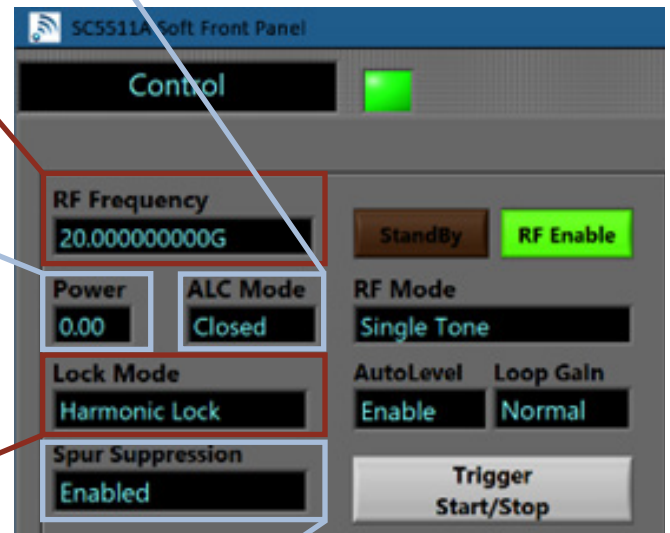 SC5511A Soft Front Panel
Control
RF Frequency
20.000000000G
StandBy
RF Enable
Power
ALC Mode
RF Mode
0.00
Closed
Single Tone
Lock Mode
AutoLevel
Loop Gain
Harmonic Lock
Enable
Normal
Spur Suppression
Enabled
Trigger
Start/Stop